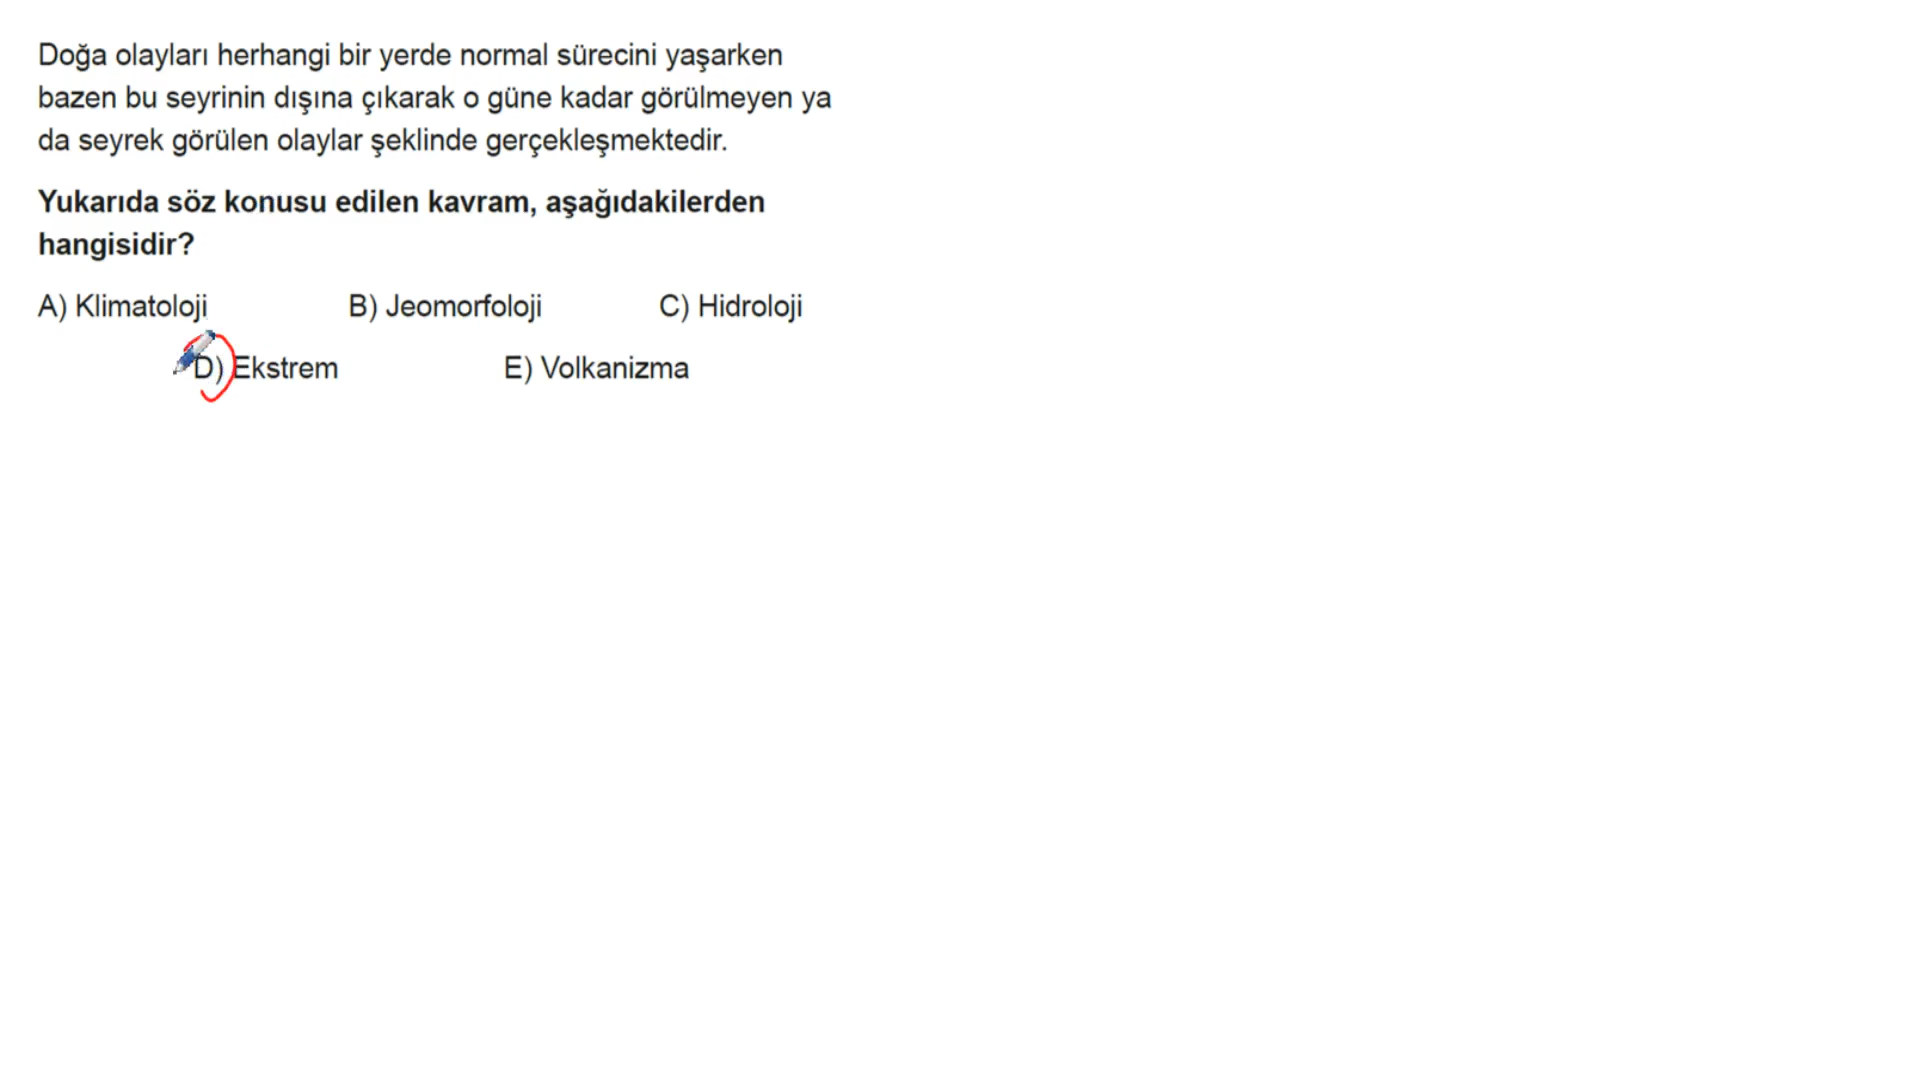 Doğa olayları herhangi bir yerde normal sürecini yaşarken
bazen bu seyrinin dışına çıkarak o güne kadar görülmeyen ya
da seyrek görülen olaylar şeklinde gerçekleşmektedir.
Yukarıda söz konusu edilen kavram, aşağıdakilerden
hangisidir?
A) Klimatoloji B) Jeomorfoloji C) Hidroloji
D) Ekstrem E) Volkanizma